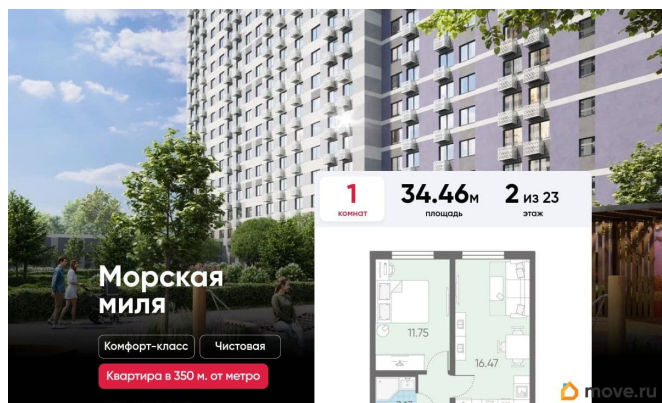 1
комнат
34.46м
площадь
2 из 23
этаж
Морская
миля
Комфорт-класс
Чистовая
Квартира в 350 м. от метро
11.75
16.47
move.ru